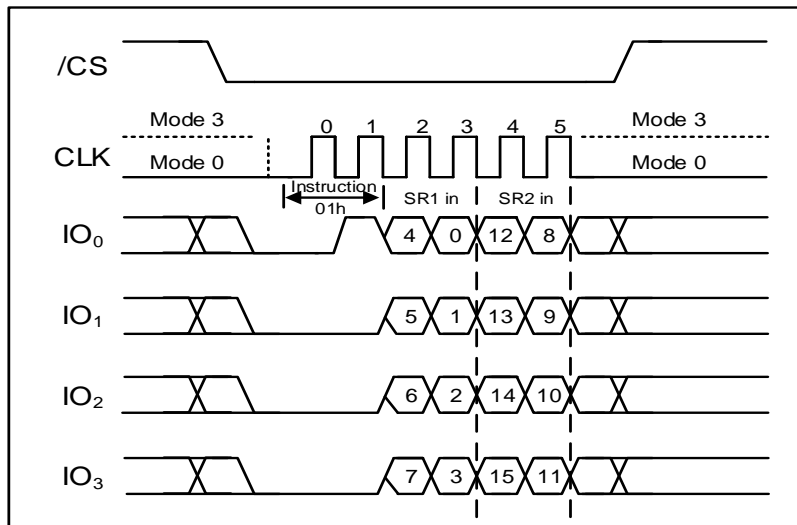 /CS
Mode 3 0 1 2 3 4 5 Mode 3
CLK
Mode 0 Mode 0
Instruction SR1 in SR2 in
01h
IO₀ 4 0 12 8
IO₁ 5 1 13 9
IO₂ 6 2 14 10
IO₃ 7 3 15 11